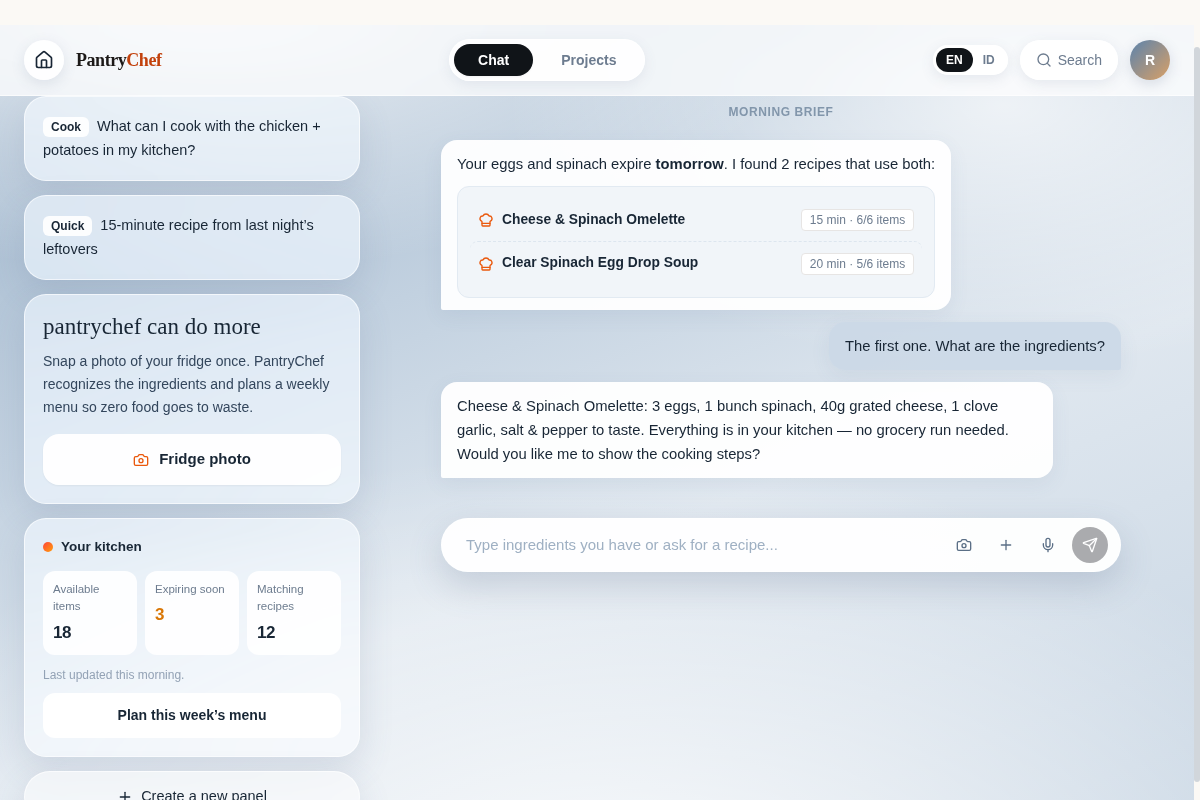 PantryChef
Chat
Projects
EN
ID
Search
R
Cook What can I cook with the chicken +
potatoes in my kitchen?
Quick 15-minute recipe from last night’s
leftovers
pantrychef can do more
Snap a photo of your fridge once. PantryChef
recognizes the ingredients and plans a weekly
menu so zero food goes to waste.
Fridge photo
Your kitchen
Available
items
18
Expiring soon
3
Matching
recipes
12
Last updated this morning.
Plan this week’s menu
Create a new panel
MORNING BRIEF
Your eggs and spinach expire tomorrow. I found 2 recipes that use both:
Cheese & Spinach Omelette
15 min · 6/6 items
Clear Spinach Egg Drop Soup
20 min · 5/6 items
The first one. What are the ingredients?
Cheese & Spinach Omelette: 3 eggs, 1 bunch spinach, 40g grated cheese, 1 clove
garlic, salt & pepper to taste. Everything is in your kitchen — no grocery run needed.
Would you like me to show the cooking steps?
Type ingredients you have or ask for a recipe...